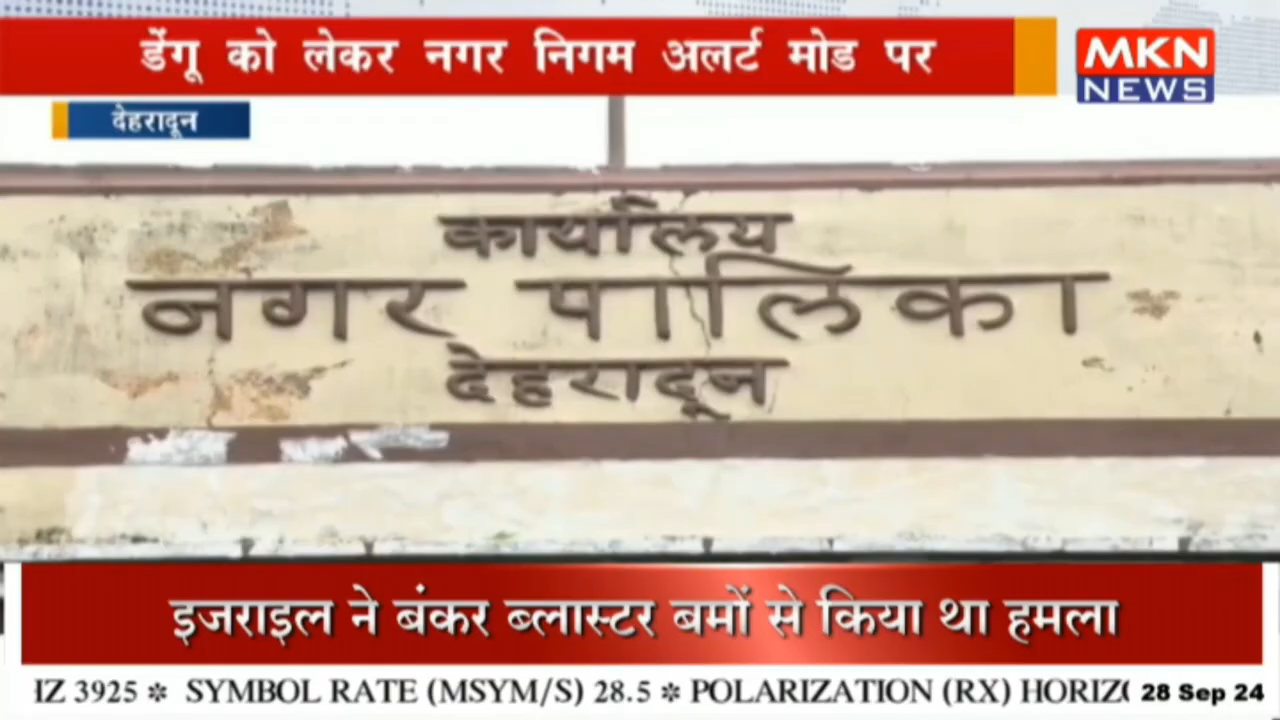 डेंगू को लेकर नगर निगम अलर्ट मोड पर
MKN
NEWS
देहरादून
कार्यालय
नगर पालिका
देहरादून
इजराइल ने बंकर ब्लास्टर बमों से किया था हमला
IZ 3925 ✻ SYMBOL RATE (MSYM/S) 28.5 ✻ POLARIZATION (RX) HORIZ( 28 Sep 24